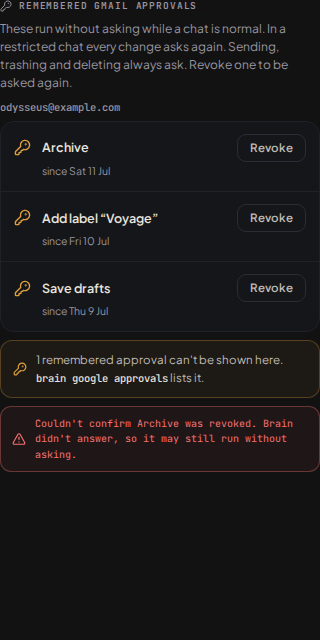 REMEMBERED GMAIL APPROVALS
These run without asking while a chat is normal. In a
restricted chat every change asks again. Sending,
trashing and deleting always ask. Revoke one to be
asked again.
odysseus@example.com
Archive
Revoke
since Sat 11 Jul
Add label “Voyage”
Revoke
since Fri 10 Jul
Save drafts
Revoke
since Thu 9 Jul
1 remembered approval can't be shown here.
brain google approvals lists it.
Couldn't confirm Archive was revoked. Brain
didn't answer, so it may still run without
asking.